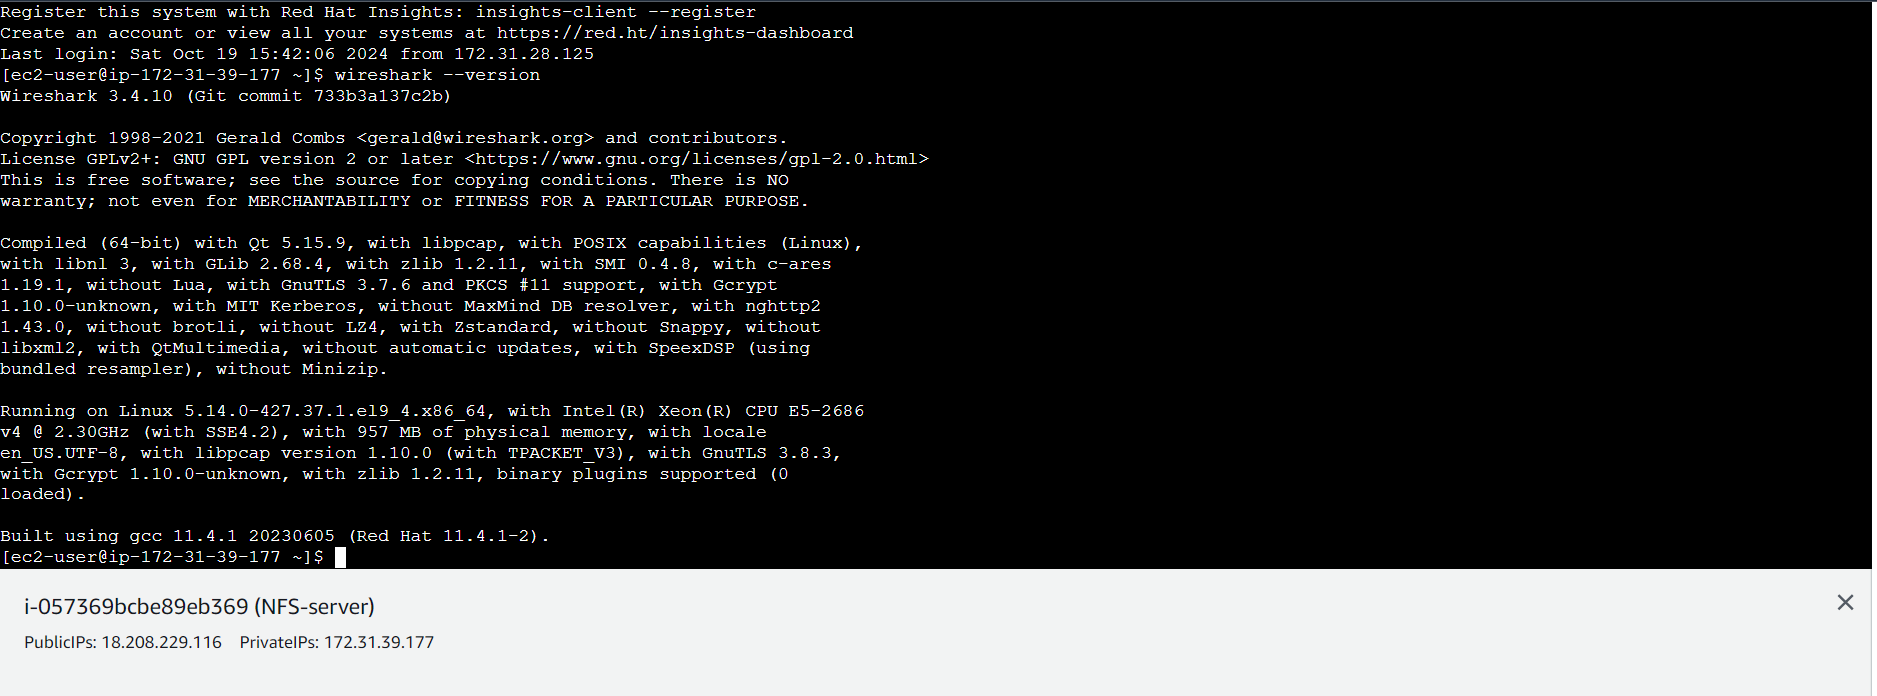 Register this system with Red Hat Insights: insights-client --register
Create an account or view all your systems at https://red.ht/insights-dashboard
Last login: Sat Oct 19 15:42:06 2024 from 172.31.28.125
[ec2-user@ip-172-31-39-177 ~]$ wireshark --version
Wireshark 3.4.10 (Git commit 733b3a137c2b)

Copyright 1998-2021 Gerald Combs <gerald@wireshark.org> and contributors.
License GPLv2+: GNU GPL version 2 or later <https://www.gnu.org/licenses/gpl-2.0.html>
This is free software; see the source for copying conditions. There is NO
warranty; not even for MERCHANTABILITY or FITNESS FOR A PARTICULAR PURPOSE.

Compiled (64-bit) with Qt 5.15.9, with libpcap, with POSIX capabilities (Linux),
with libnl 3, with GLib 2.68.4, with zlib 1.2.11, with SMI 0.4.8, with c-ares
1.19.1, without Lua, with GnuTLS 3.7.6 and PKCS #11 support, with Gcrypt
1.10.0-unknown, with MIT Kerberos, without MaxMind DB resolver, with nghttp2
1.43.0, without brotli, without LZ4, with Zstandard, without Snappy, without
libxml2, with QtMultimedia, without automatic updates, with SpeexDSP (using
bundled resampler), without Minizip.

Running on Linux 5.14.0-427.37.1.el9_4.x86_64, with Intel(R) Xeon(R) CPU E5-2686
v4 @ 2.30GHz (with SSE4.2), with 957 MB of physical memory, with locale
en_US.UTF-8, with libpcap version 1.10.0 (with TPACKET_V3), with GnuTLS 3.8.3,
with Gcrypt 1.10.0-unknown, with zlib 1.2.11, binary plugins supported (0
loaded).

Built using gcc 11.4.1 20230605 (Red Hat 11.4.1-2).
[ec2-user@ip-172-31-39-177 ~]$
i-057369bcbe89eb369 (NFS-server)
PublicIPs: 18.208.229.116 PrivateIPs: 172.31.39.177